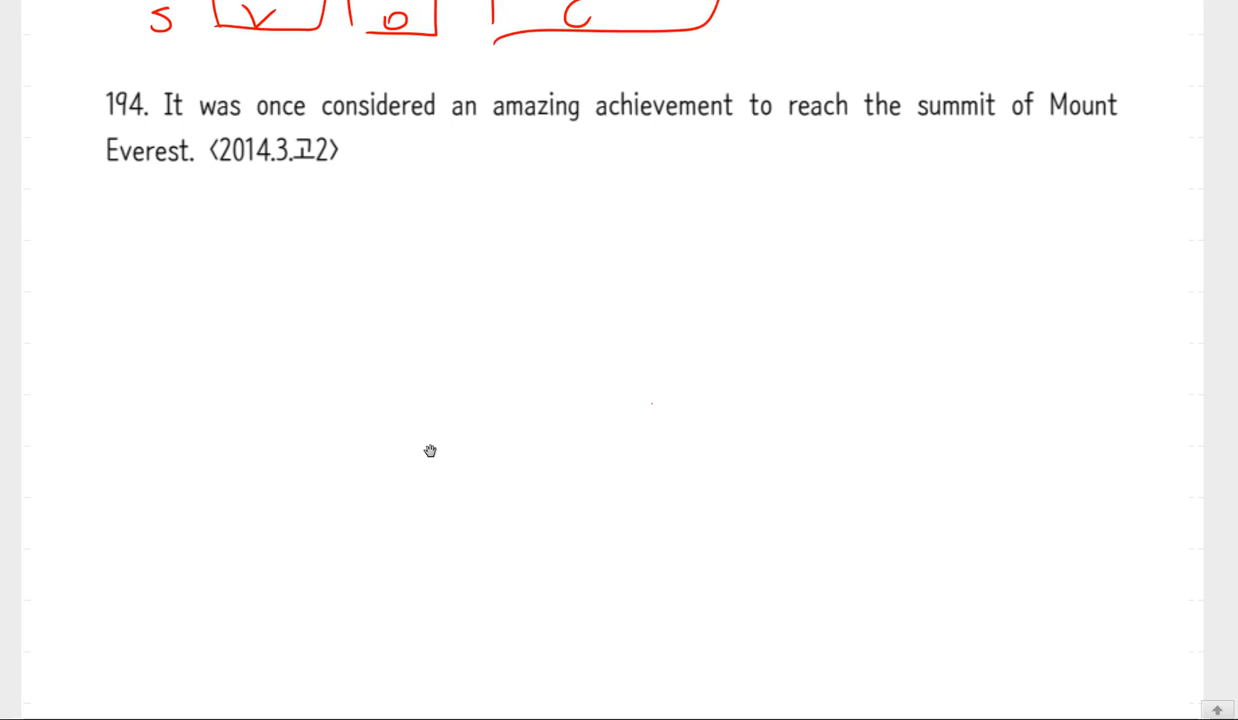 S V O C
194. It was once considered an amazing achievement to reach the summit of Mount
Everest. <2014.3.고2>